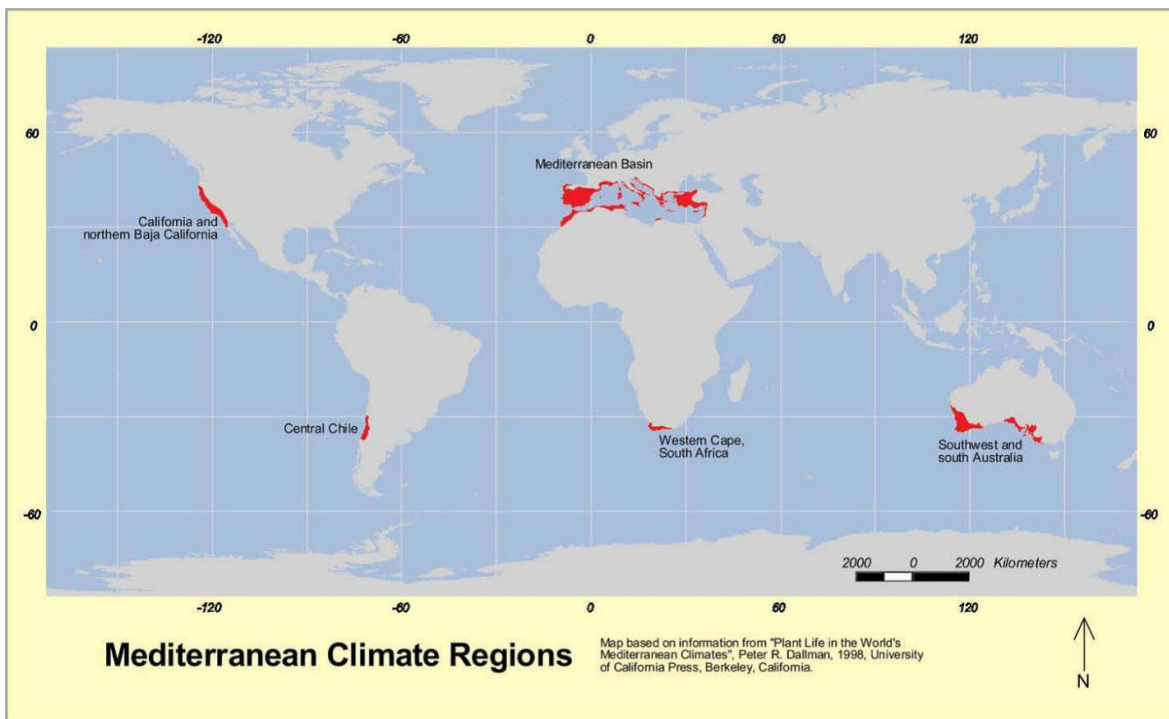 -120 -60 0 60 120
60 60
Mediterranean Basin
California and
northern Baja California
0 0
Central Chile
Western Cape,
South Africa
Southwest and
south Australia
-60 -60
2000 0 2000 Kilometers
-120 -60 0 60 120
Mediterranean Climate Regions
Map based on information from "Plant Life in the World's
Mediterranean Climates", Peter R. Dallman, 1998, University
of California Press, Berkeley, California.
N